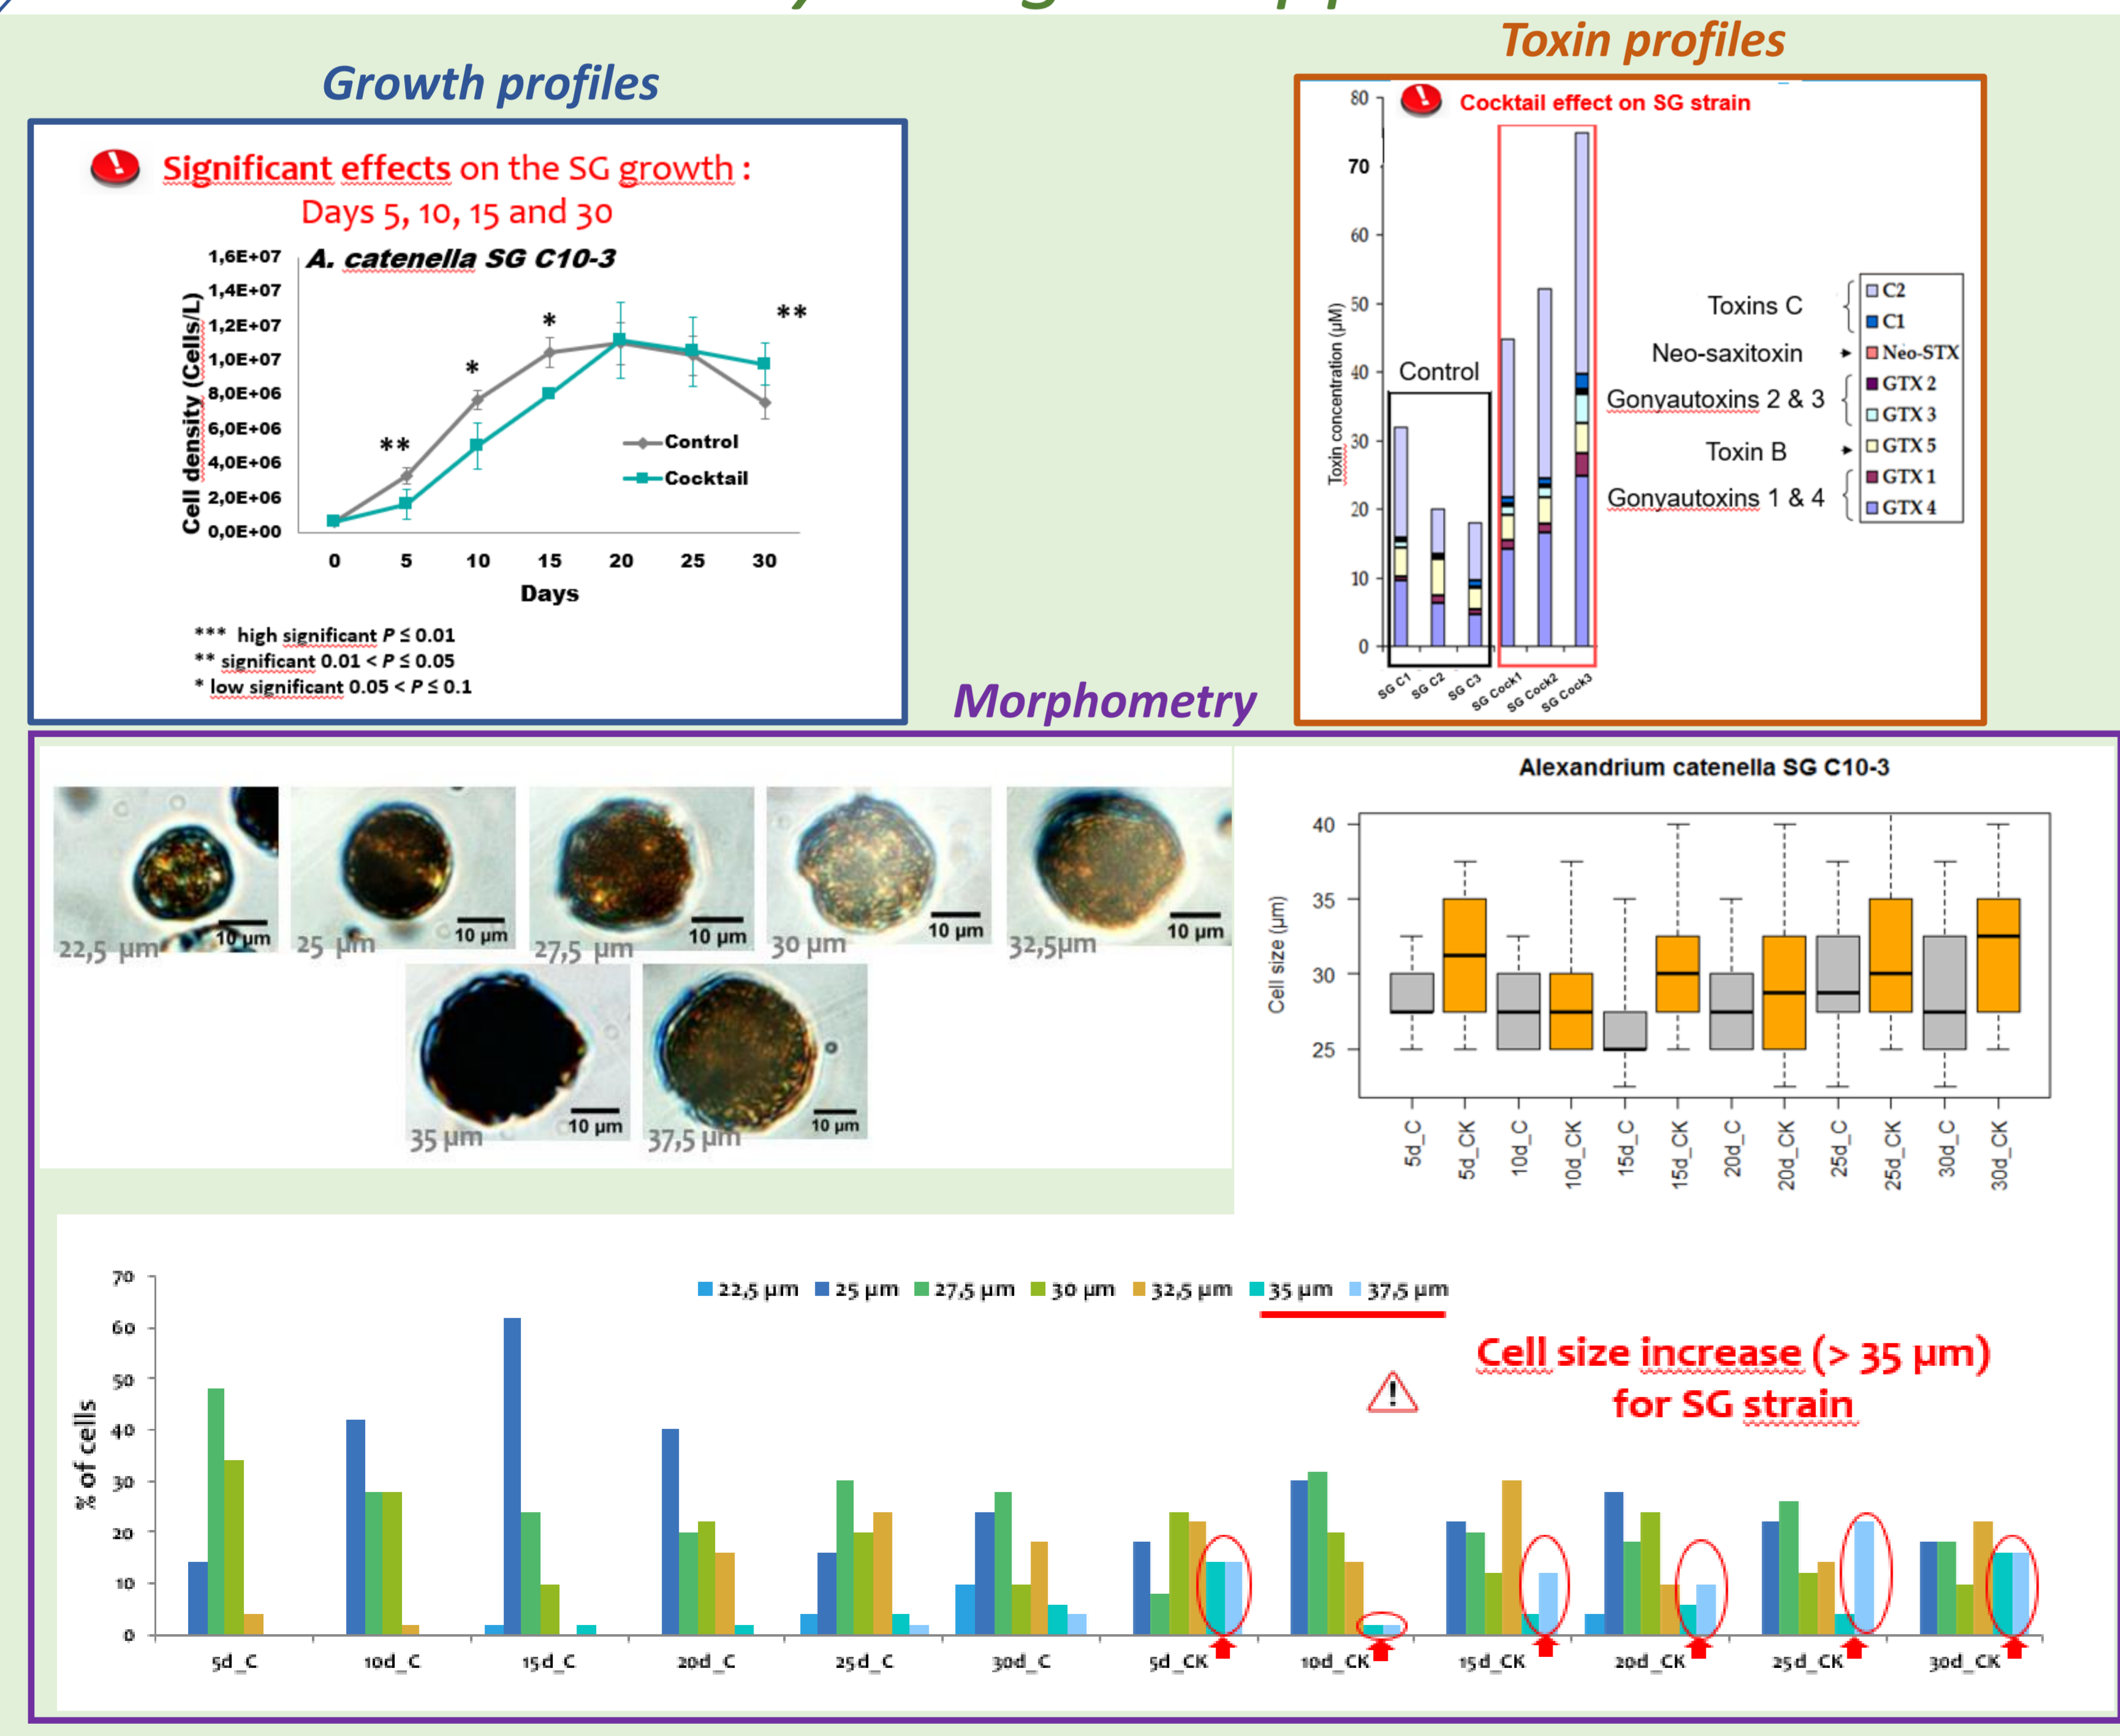 Growth profiles
Significant effects on the SG growth :
Days 5, 10, 15 and 30
A. catenella SG C10-3
Cell density (Cells/L)
1,6E+07
1,4E+07
1,2E+07
1,0E+07
8,0E+06
6,0E+06
4,0E+06
2,0E+06
0,0E+00
**
*
*
**
Control
Cocktail
0 5 10 15 20 25 30
Days
*** high significant P ≤ 0.01
** significant 0.01 < P ≤ 0.05
* low significant 0.05 < P ≤ 0.1
Toxin profiles
Cocktail effect on SG strain
Toxin concentration (µM)
80
70
60
50
40
30
20
10
0
Control
SG C1 SG C2 SG C3 SG Cock1 SG Cock2 SG Cock3
Toxins C
Neo-saxitoxin
Gonyautoxins 2 & 3
Toxin B
Gonyautoxins 1 & 4
C2
C1
Neo-STX
GTX 2
GTX 3
GTX 5
GTX 1
GTX 4
Morphometry
22,5 µm 10 µm
25 µm 10 µm
27,5 µm 10 µm
30 µm 10 µm
32,5µm 10 µm
35 µm 10 µm
37,5 µm 10 µm
Alexandrium catenella SG C10-3
Cell size (µm)
40
35
30
25
5d_C 5d_CK 10d_C 10d_CK 15d_C 15d_CK 20d_C 20d_CK 25d_C 25d_CK 30d_C 30d_CK
22,5 µm 25 µm 27,5 µm 30 µm 32,5 µm 35 µm 37,5 µm
Cell size increase (> 35 µm)
for SG strain
% of cells
70
60
50
40
30
20
10
0
5d_C 10d_C 15d_C 20d_C 25d_C 30d_C 5d_CK 10d_CK 15d_CK 20d_CK 25d_CK 30d_CK